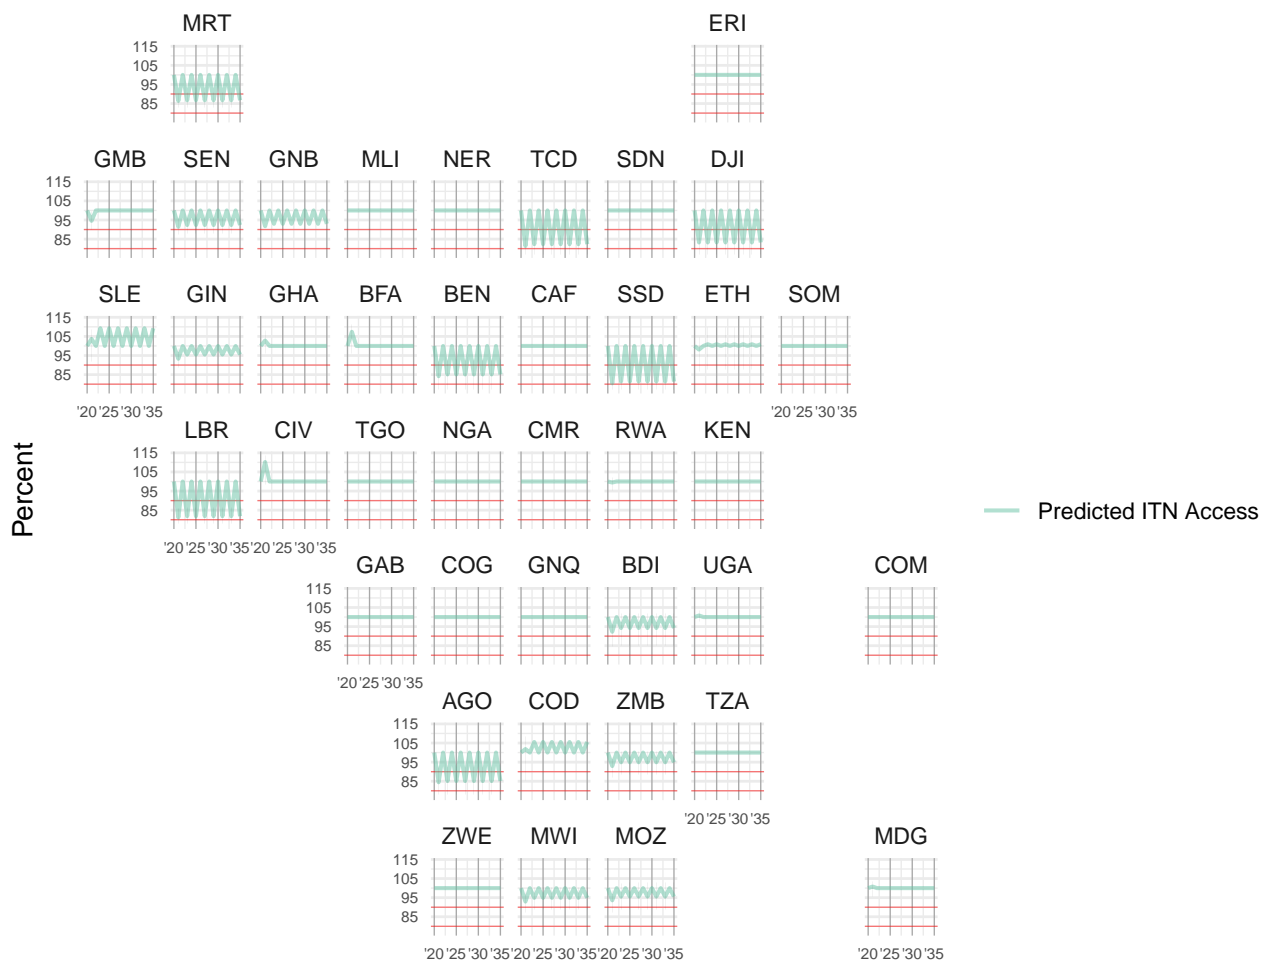 MRT ERI
115
105
95
85
GMB SEN GNB MLI NER TCD SDN DJI
115
105
95
85
SLE GIN GHA BFA BEN CAF SSD ETH SOM
115
105
95
85
'20 '25 '30 '35 '20 '25 '30 '35
LBR CIV TGO NGA CMR RWA KEN
115
105
95
85
'20 '25 '30 '35 '20 '25 '30 '35
Percent
Predicted ITN Access
GAB COG GNQ BDI UGA COM
115
105
95
85
'20 '25 '30 '35
AGO COD ZMB TZA
115
105
95
85
'20 '25 '30 '35
ZWE MWI MOZ MDG
115
105
95
85
'20 '25 '30 '35 '20 '25 '30 '35 '20 '25 '30 '35 '20 '25 '30 '35